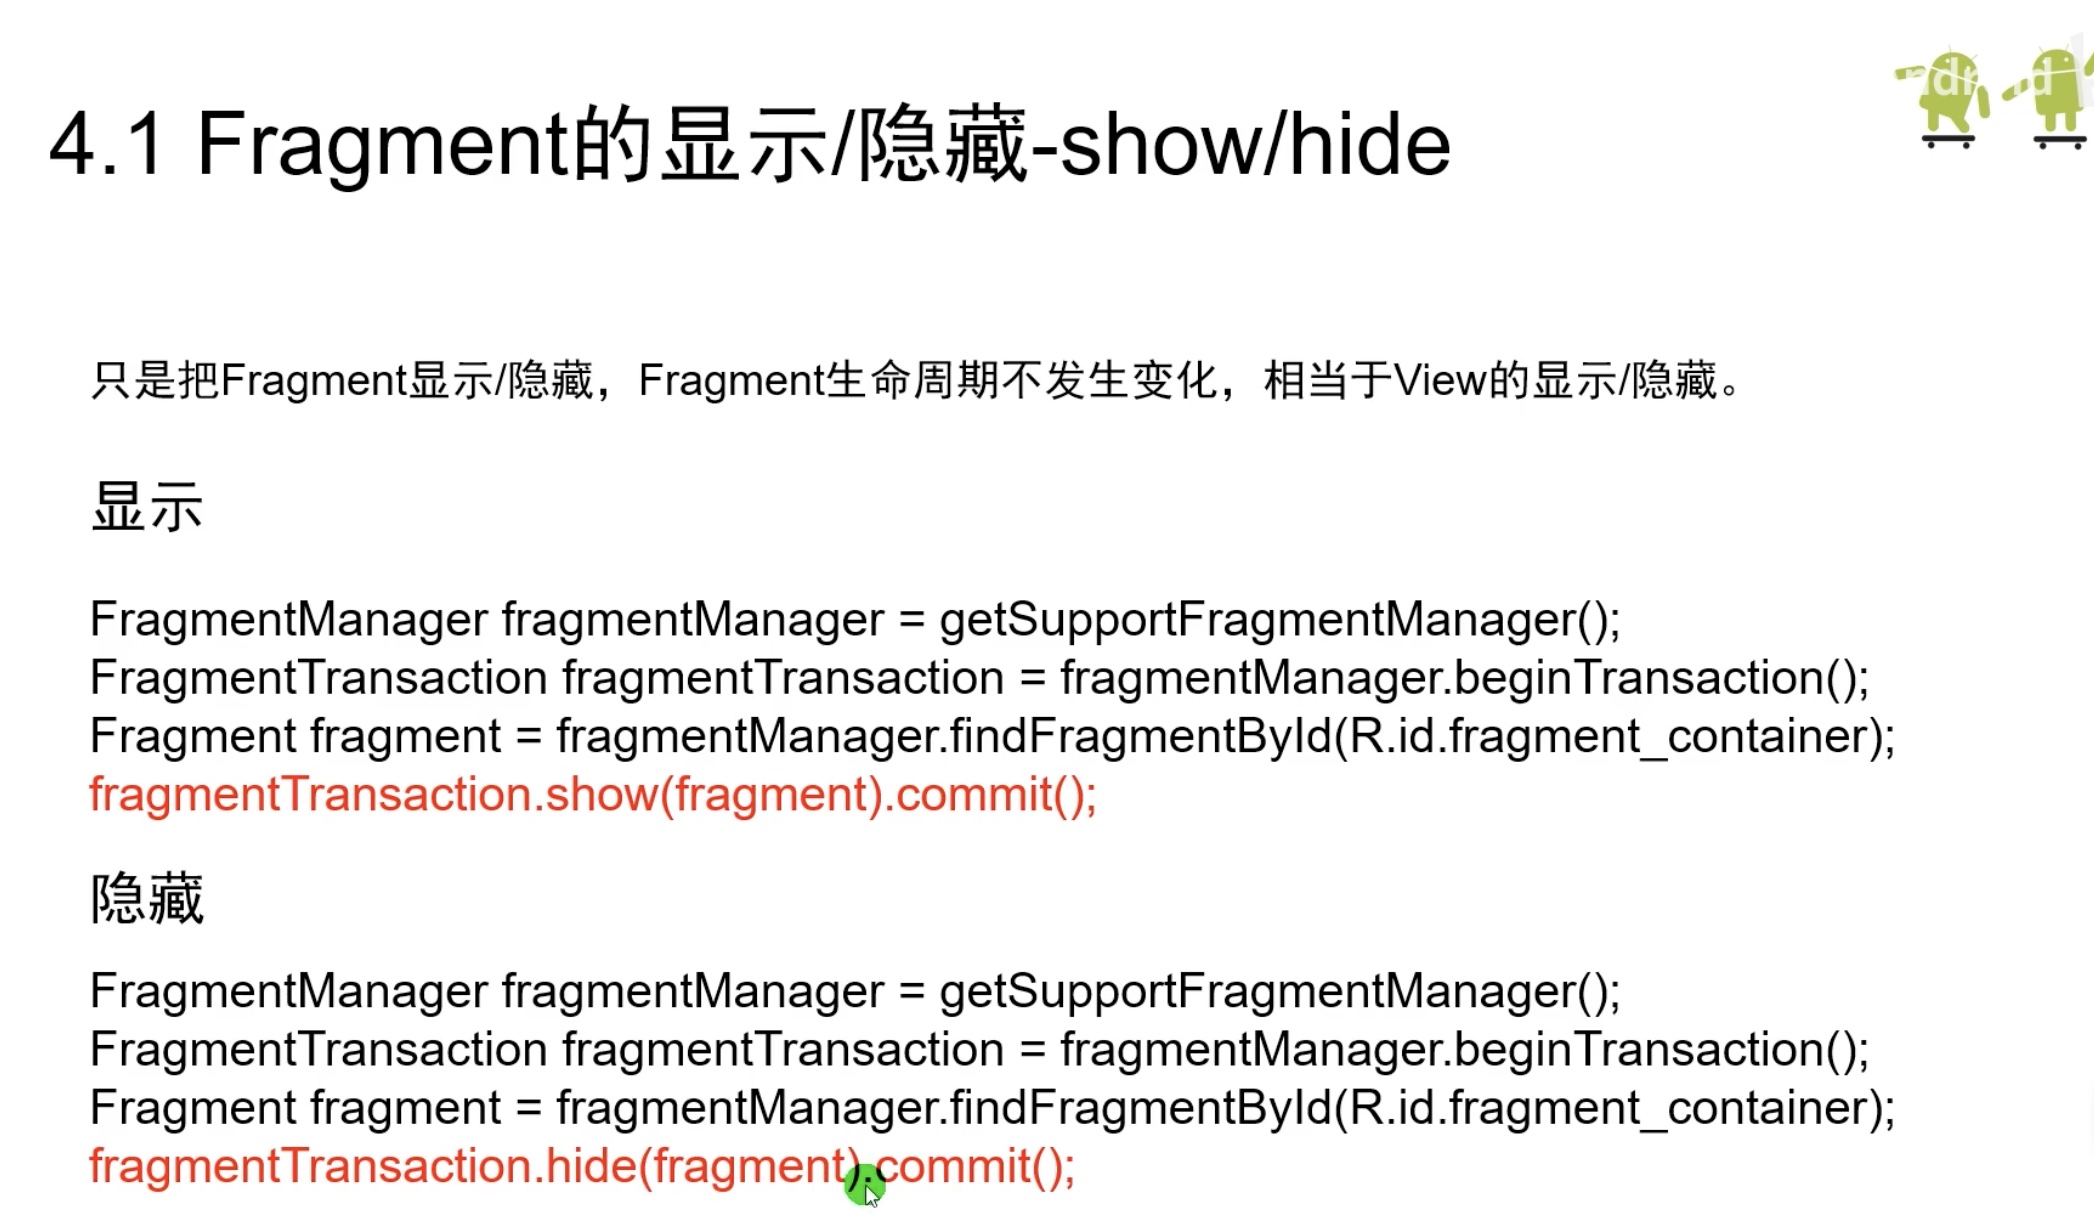 4.1 Fragment的显示/隐藏-show/hide
只是把Fragment显示/隐藏，Fragment生命周期不发生变化，相当于View的显示/隐藏。
显示
FragmentManager fragmentManager = getSupportFragmentManager();
FragmentTransaction fragmentTransaction = fragmentManager.beginTransaction();
Fragment fragment = fragmentManager.findFragmentById(R.id.fragment_container);
fragmentTransaction.show(fragment).commit();
隐藏
FragmentManager fragmentManager = getSupportFragmentManager();
FragmentTransaction fragmentTransaction = fragmentManager.beginTransaction();
Fragment fragment = fragmentManager.findFragmentById(R.id.fragment_container);
fragmentTransaction.hide(fragment).commit();